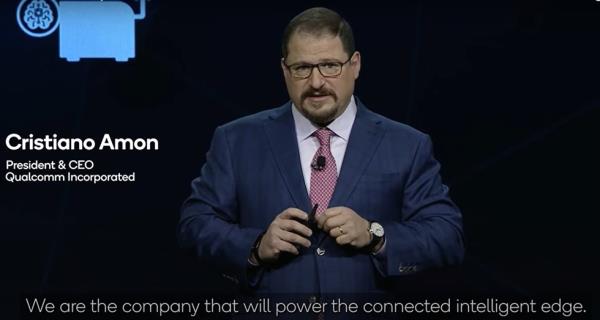 Cristiano Amon
President & CEO
Qualcomm Incorporated
We are the company that will power the connected intelligent edge.